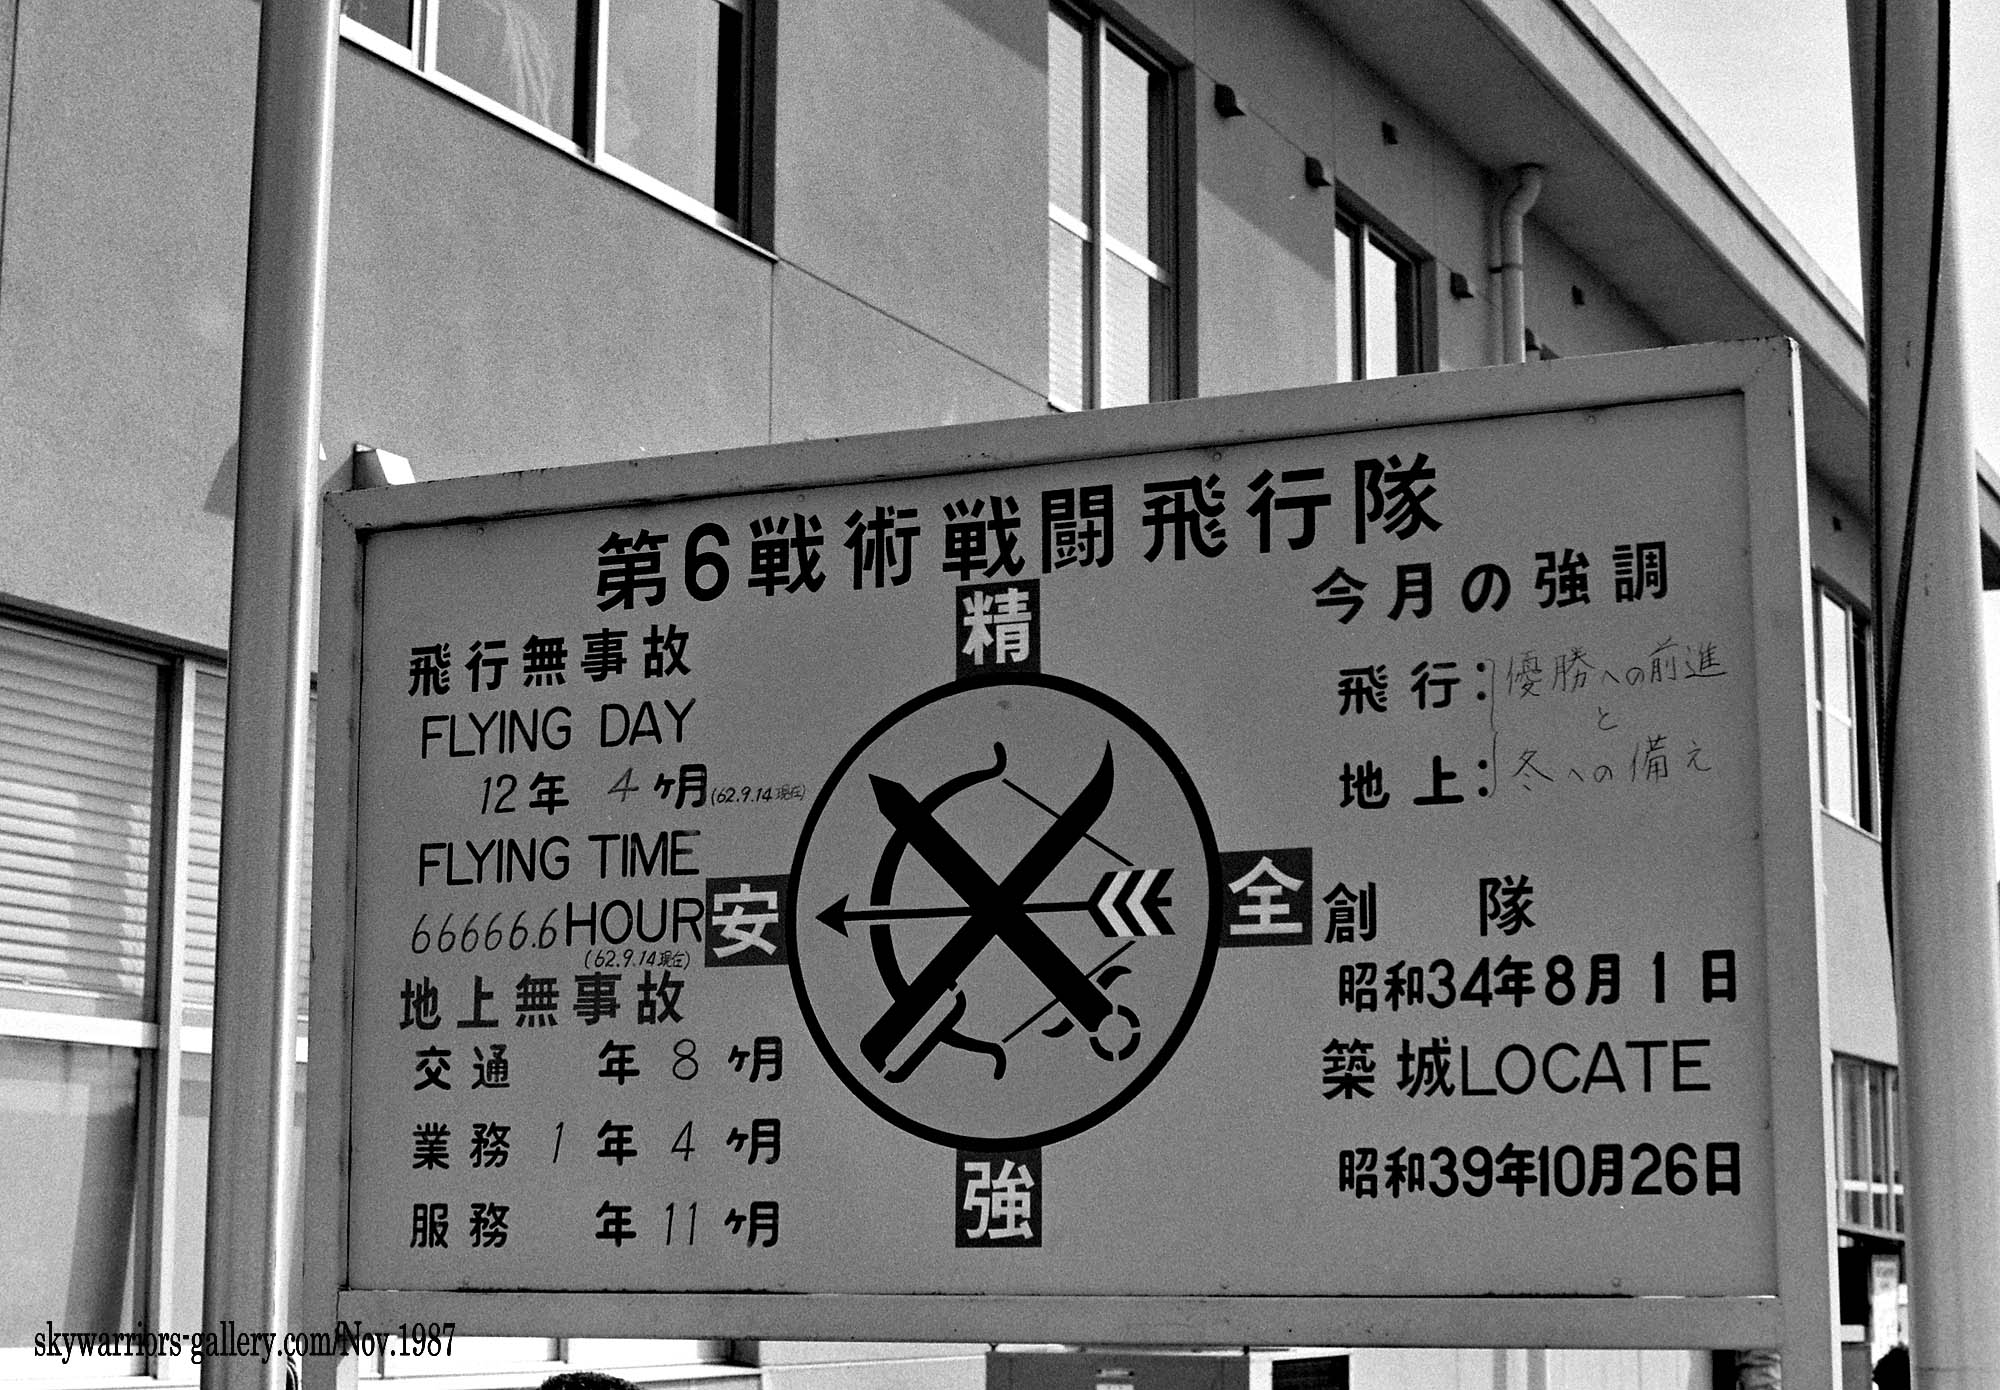 第6戦術戦闘飛行隊
飛行無事故
FLYING DAY
12年 4ヶ月(62.9.14現在)
FLYING TIME
66666.6HOUR
(62.9.14現在)
地上無事故
交通 年 8 ヶ月
業務 1 年 4 ヶ月
服務 年 11 ヶ月
精
安
全
強
今月の強調
飛行:優勝への前進
と
地上:冬への備え
創 隊
昭和34年8月1日
築城LOCATE
昭和39年10月26日
skywarriors-gallery.com/Nov.1987